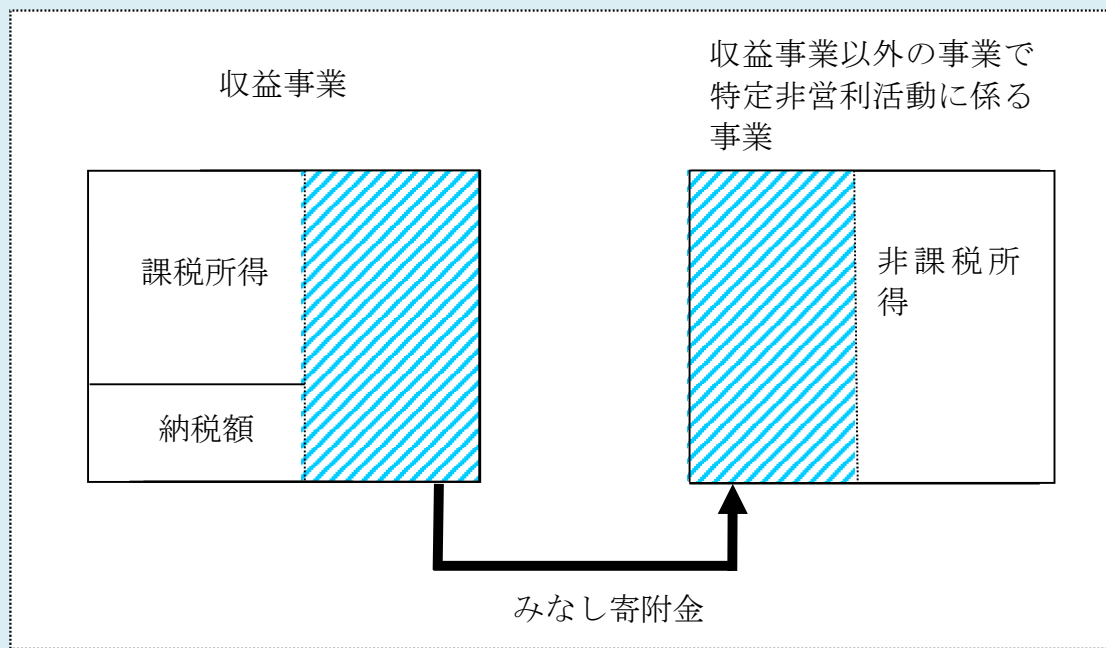 収益事業
収益事業以外の事業で
特定非営利活動に係る
事業
課税所得
納税額
非課税所
得
みなし寄附金